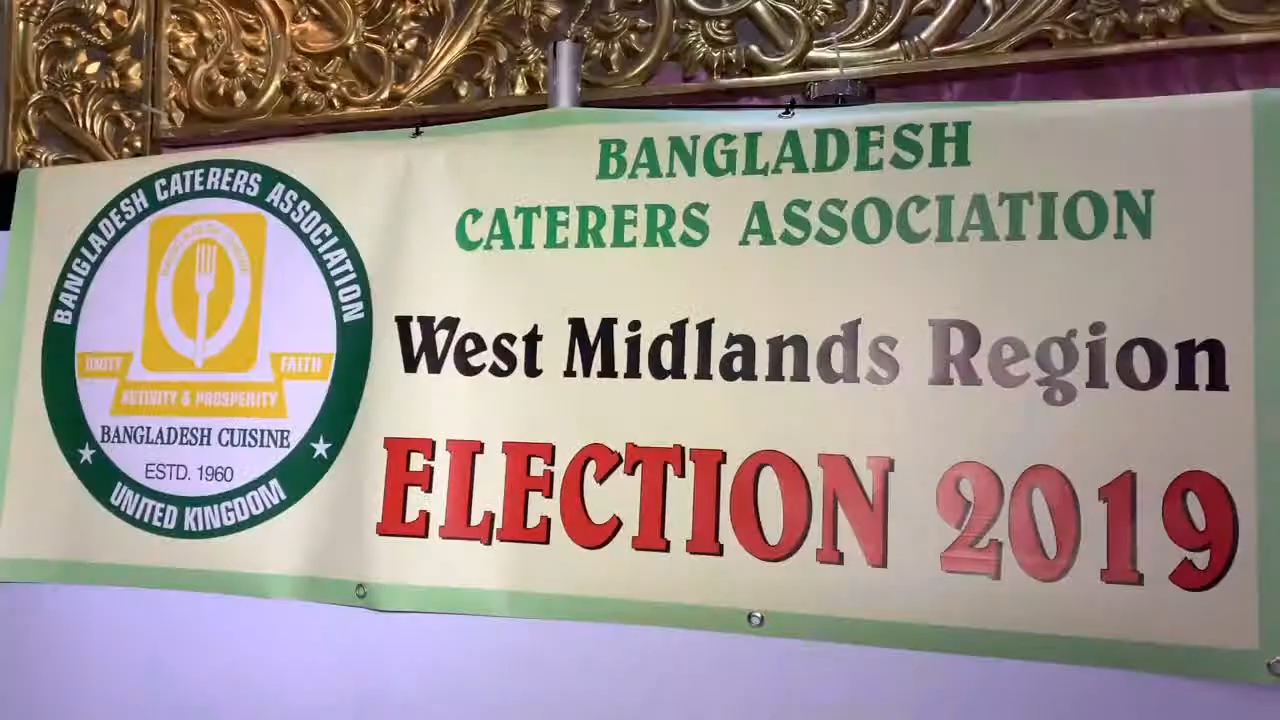 BANGLADESH CATERERS ASSOCIATION
UNITY
FAITH
ACTIVITY & PROSPERITY
BANGLADESH CUISINE
ESTD. 1960
UNITED KINGDOM
BANGLADESH
CATERERS ASSOCIATION
West Midlands Region
ELECTION 2019